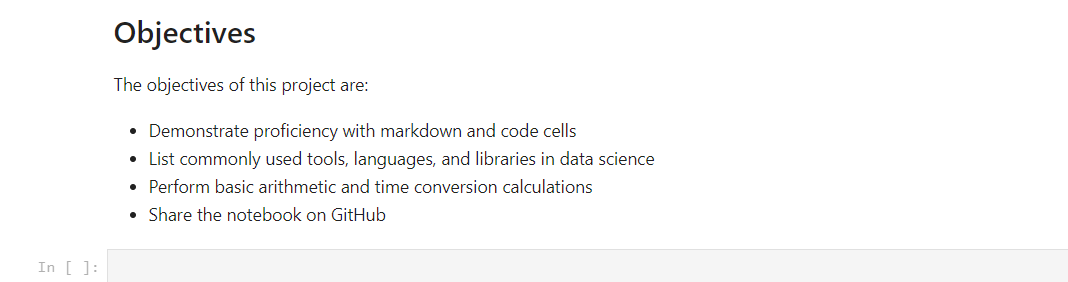 Objectives
The objectives of this project are:
• Demonstrate proficiency with markdown and code cells
• List commonly used tools, languages, and libraries in data science
• Perform basic arithmetic and time conversion calculations
• Share the notebook on GitHub
In [ ]: